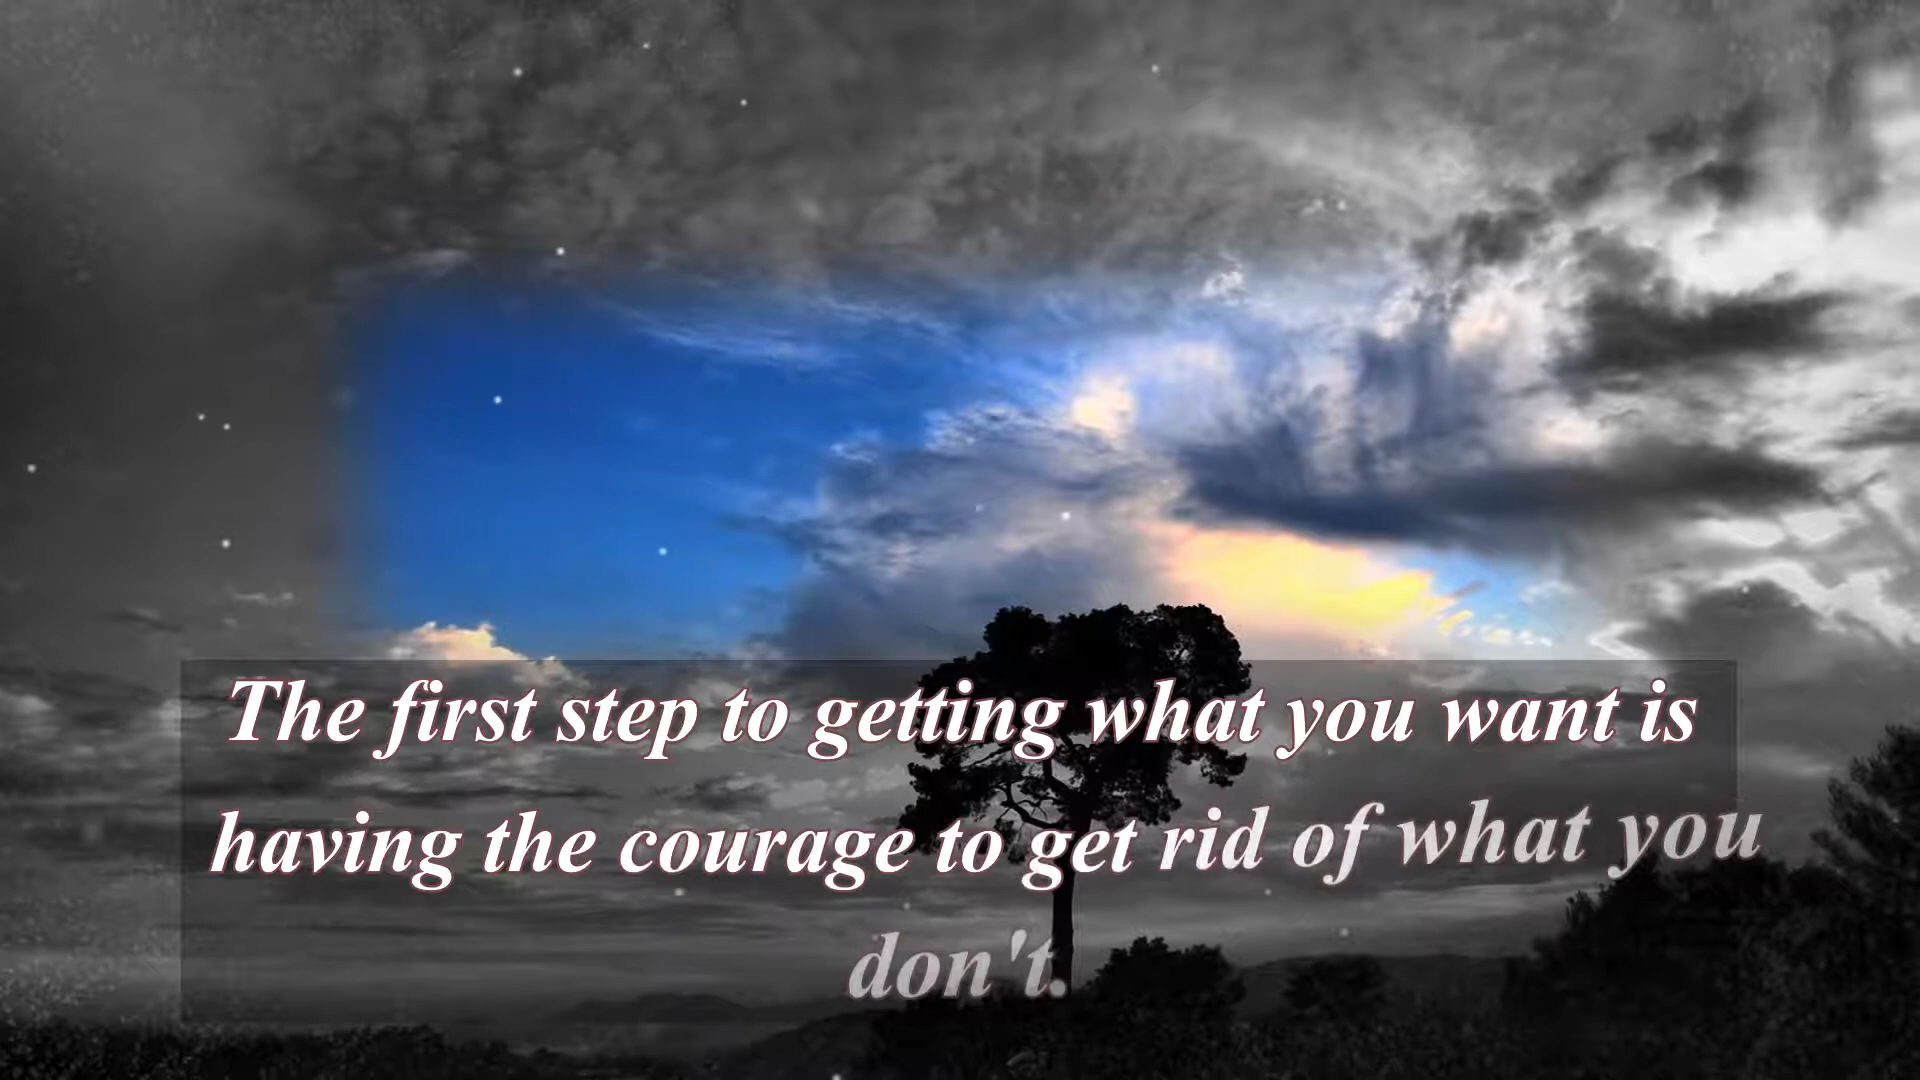 The first step to getting what you want is
having the courage to get rid of what you
don't.